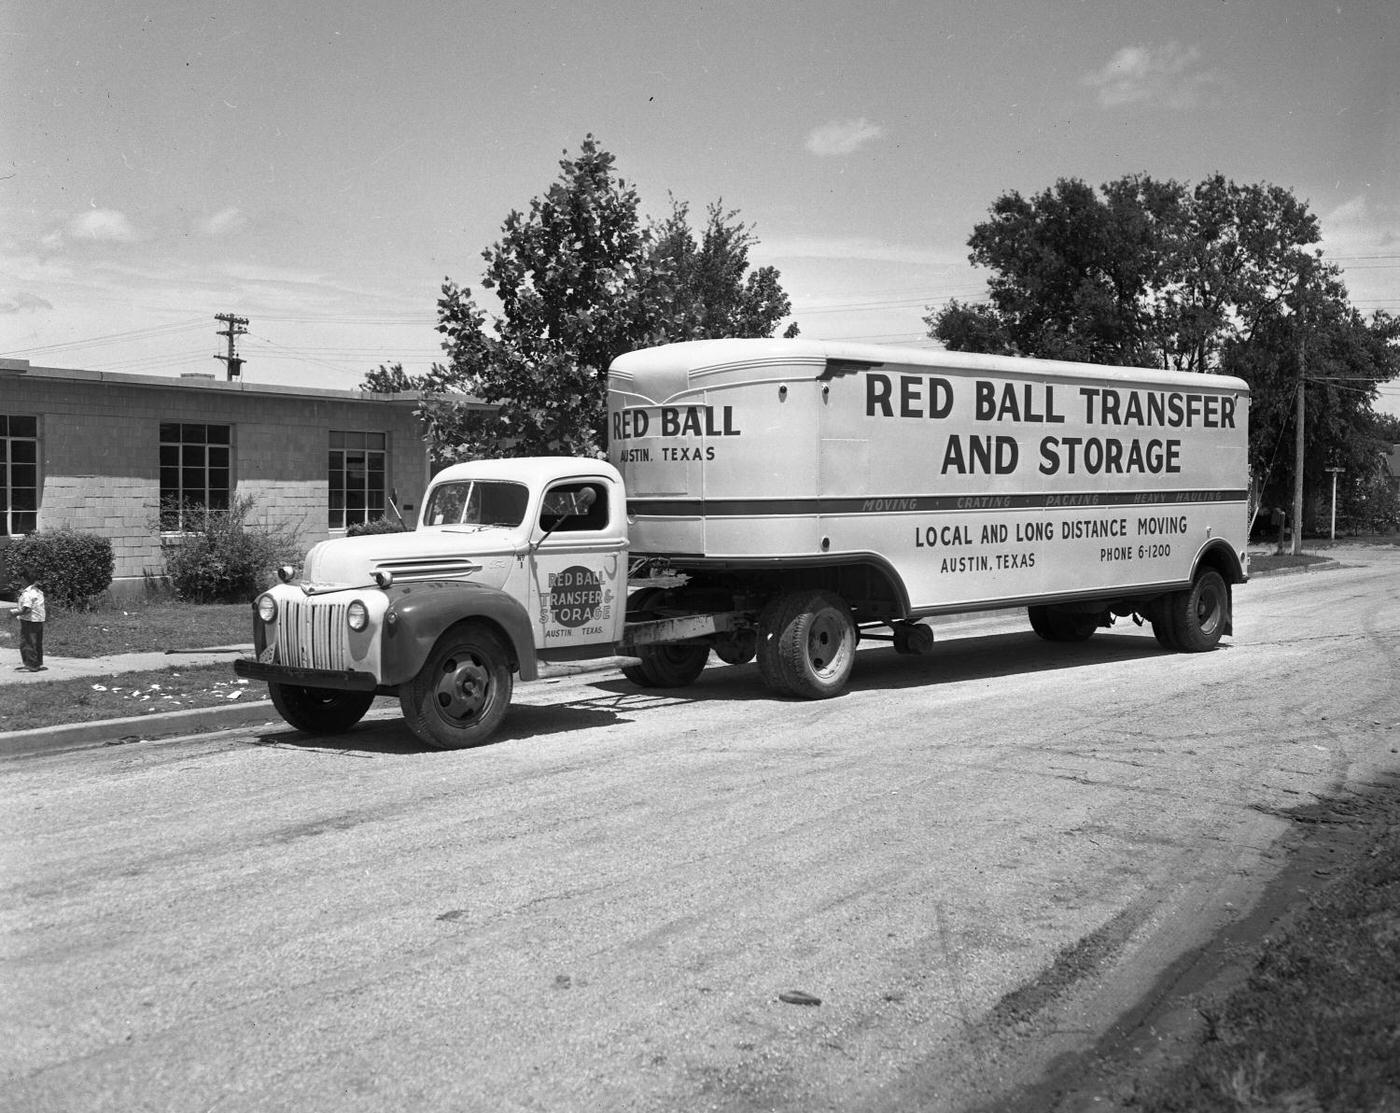 RED BALL
AUSTIN, TEXAS
RED BALL TRANSFER
AND STORAGE
MOVING · CRATING · PACKING · HEAVY HAULING
LOCAL AND LONG DISTANCE MOVING
AUSTIN, TEXAS PHONE 6-1200
RED BALL
TRANSFER &
STORAGE
AUSTIN. TEXAS.